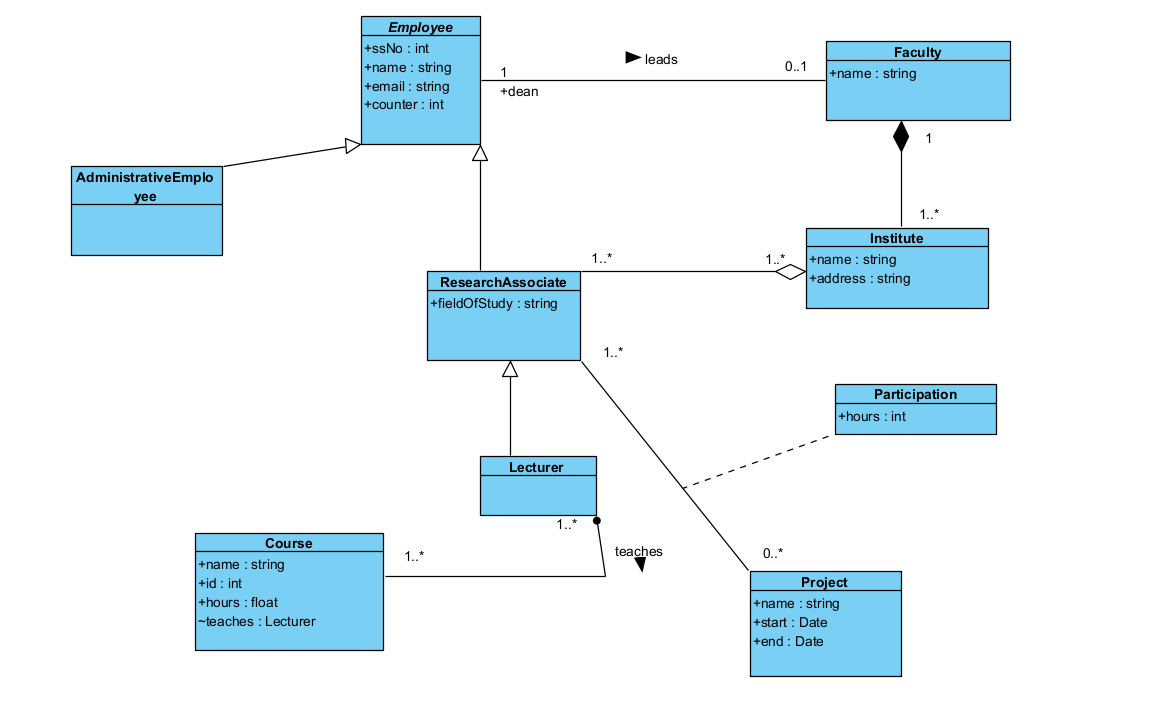 Employee
+ssNo : int
+name : string
+email : string
+counter : int
1
+dean
leads
0..1
Faculty
+name : string
1
1..*
AdministrativeEmplo
yee
Institute
+name : string
+address : string
1..*
1..*
ResearchAssociate
+fieldOfStudy : string
1..*
Participation
+hours : int
Lecturer
1..*
teaches
1..*
0..*
Course
+name : string
+id : int
+hours : float
~teaches : Lecturer
Project
+name : string
+start : Date
+end : Date